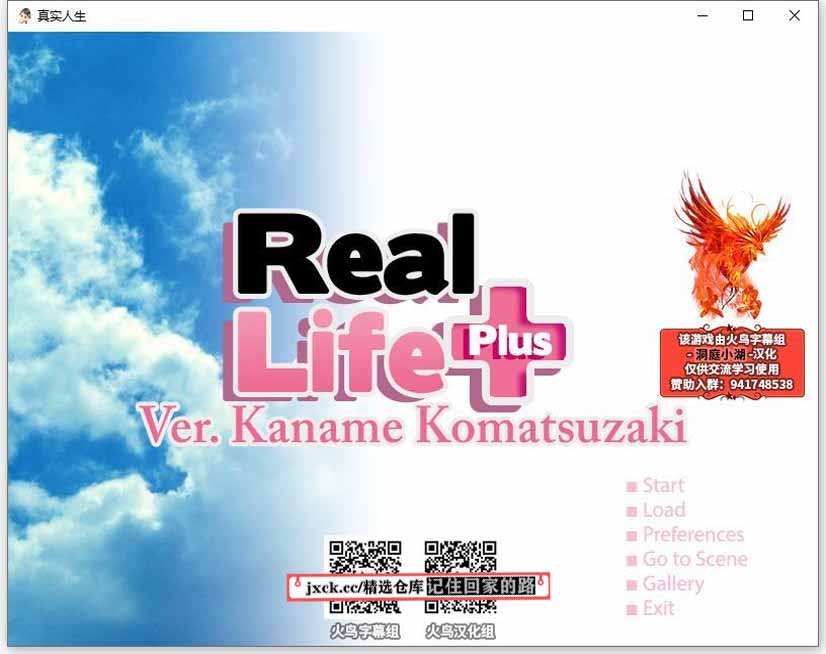 真实人生
Real
Life Plus
Ver. Kaname Komatsuzaki
该游戏由火鸟字幕组
- 洞庭小湖 -汉化
仅供交流学习使用
赞助入群：941748538
Start
Load
Preferences
Go to Scene
Gallery
Exit
jxck.cc/精选仓库 记住回家的路
火鸟字幕组 火鸟汉化组